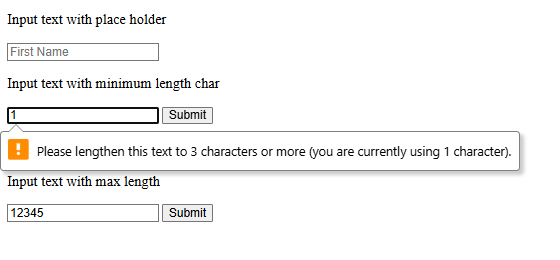 Input text with place holder
First Name
Input text with minimum length char
1 Submit
! Please lengthen this text to 3 characters or more (you are currently using 1 character).
Input text with max length
12345 Submit